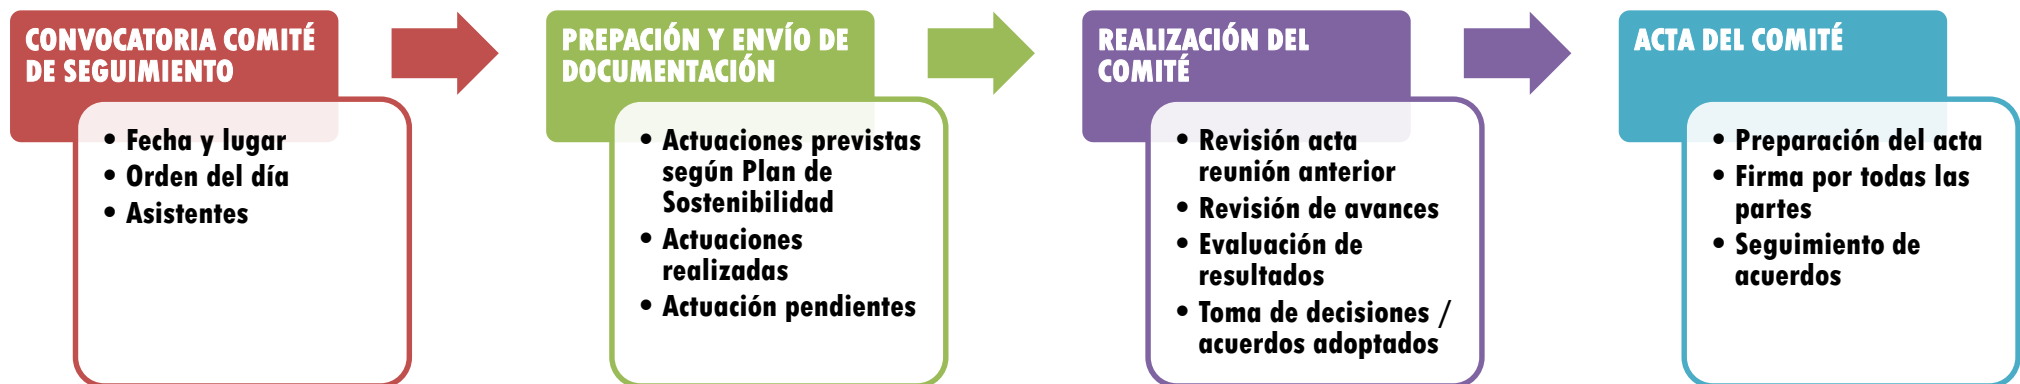 CONVOCATORIA COMITÉ
DE SEGUIMIENTO
• Fecha y lugar
• Orden del día
• Asistentes
PREPACIÓN Y ENVÍO DE
DOCUMENTACIÓN
• Actuaciones previstas
según Plan de
Sostenibilidad
• Actuaciones
realizadas
• Actuación pendientes
REALIZACIÓN DEL
COMITÉ
• Revisión acta
reunión anterior
• Revisión de avances
• Evaluación de
resultados
• Toma de decisiones /
acuerdos adoptados
ACTA DEL COMITÉ
• Preparación del acta
• Firma por todas las
partes
• Seguimiento de
acuerdos